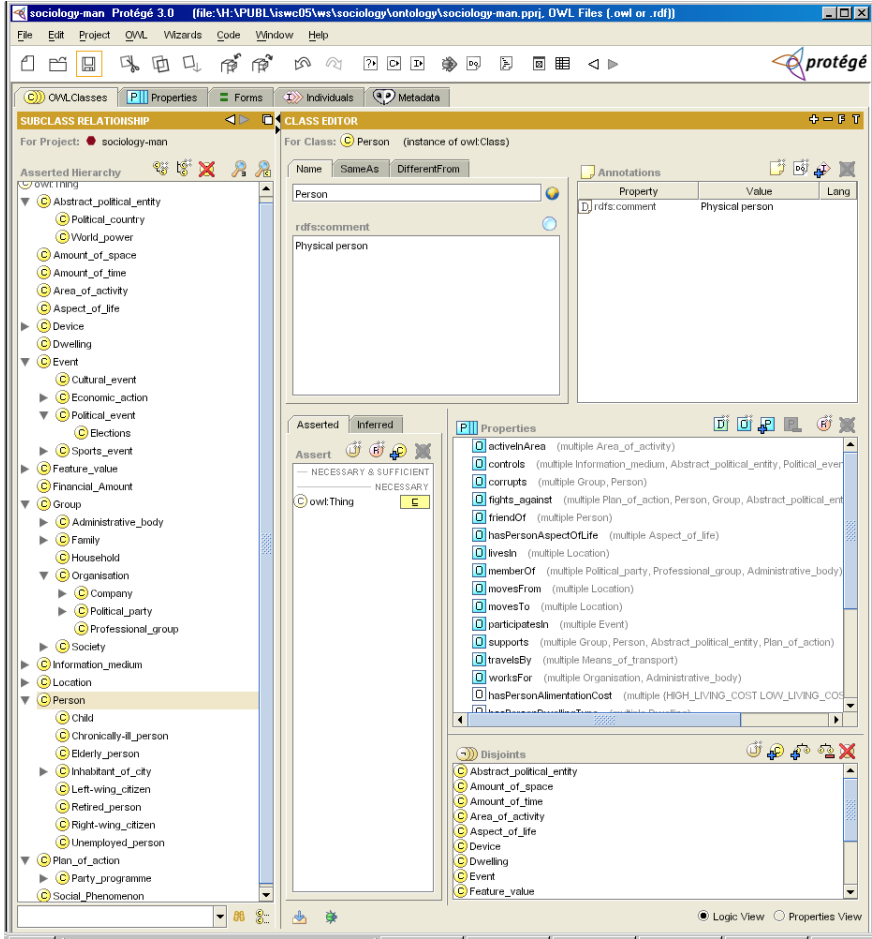 sociology-man Protégé 3.0 (file:\H:\PUBL\iswc05\ws\sociology\ontology\sociology-man.pprj, OWL Files (.owl or .rdf))
File Edit Project OWL Wizards Code Window Help
protégé
OWLClasses Properties Forms Individuals Metadata
SUBCLASS RELATIONSHIP
For Project: sociology-man
Asserted Hierarchy
owl:Thing
Abstract_political_entity
Political_country
World_power
Amount_of_space
Amount_of_time
Area_of_activity
Aspect_of_life
Device
Dwelling
Event
Cultural_event
Economic_action
Political_event
Elections
Sports_event
Feature_value
Financial_Amount
Group
Administrative_body
Family
Household
Organisation
Company
Political_party
Professional_group
Society
Information_medium
Location
Person
Child
Chronically-ill_person
Elderly_person
Inhabitant_of_city
Left-wing_citizen
Retired_person
Right-wing_citizen
Unemployed_person
Plan_of_action
Party_programme
Social_Phenomenon
CLASS EDITOR
For Class: Person (instance of owl:Class)
Name SameAs DifferentFrom
Person
rdfs:comment
Physical person
Annotations
Property Value Lang
rdfs:comment Physical person
Asserted Inferred
Assert
NECESSARY & SUFFICIENT
NECESSARY
owl:Thing
Properties
activeInArea (multiple Area_of_activity)
controls (multiple Information_medium, Abstract_political_entity, Political_ever
corrupts (multiple Group, Person)
fights_against (multiple Plan_of_action, Person, Group, Abstract_political_ent
friendOf (multiple Person)
hasPersonAspectOfLife (multiple Aspect_of_life)
livesIn (multiple Location)
memberOf (multiple Political_party, Professional_group, Administrative_body)
movesFrom (multiple Location)
movesTo (multiple Location)
participatesIn (multiple Event)
supports (multiple Group, Person, Abstract_political_entity, Plan_of_action)
travelsBy (multiple Means_of_transport)
worksFor (multiple Organisation, Administrative_body)
hasPersonAlimentationCost (multiple {HIGH_LIVING_COST LOW_LIVING_COS
Disjoints
Abstract_political_entity
Amount_of_space
Amount_of_time
Area_of_activity
Aspect_of_life
Device
Dwelling
Event
Feature_value
Logic View Properties View